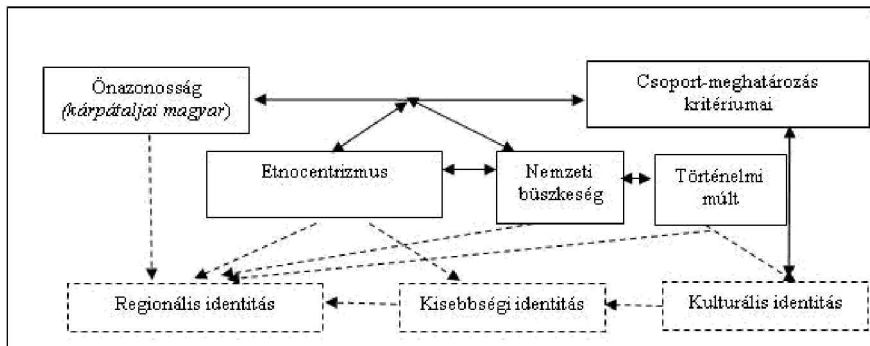 Önazonosság
(kárpátaljai magyar)
Csoport-meghatározás
kritériumai
Etnocentrizmus
Nemzeti
büszkeség
Történelmi
múlt
Regionális identitás
Kisebbségi identitás
Kulturális identitás